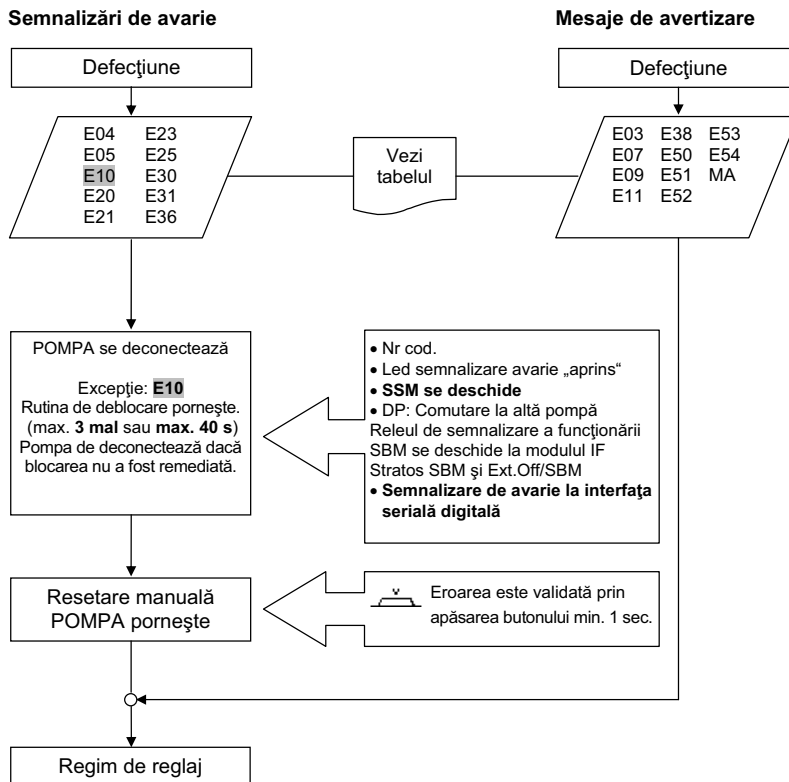 Semnalizări de avarie
Mesaje de avertizare
Defecţiune
Defecţiune
E04 E23
E05 E25
E10 E30
E20 E31
E21 E36
Vezi
tabelul
E03 E38 E53
E07 E50 E54
E09 E51 MA
E11 E52
POMPA se deconectează
Excepţie: E10
Rutina de deblocare porneşte.
(max. 3 mal sau max. 40 s)
Pompa de deconectează dacă
blocarea nu a fost remediată.
• Nr cod.
• Led semnalizare avarie „aprins“
• SSM se deschide
• DP: Comutare la altă pompă
Releul de semnalizare a funcţionării
SBM se deschide la modulul IF
Stratos SBM şi Ext.Off/SBM
• Semnalizare de avarie la interfaţa
serială digitală
Resetare manuală
POMPA porneşte
Eroarea este validată prin
apăsarea butonului min. 1 sec.
Regim de reglaj